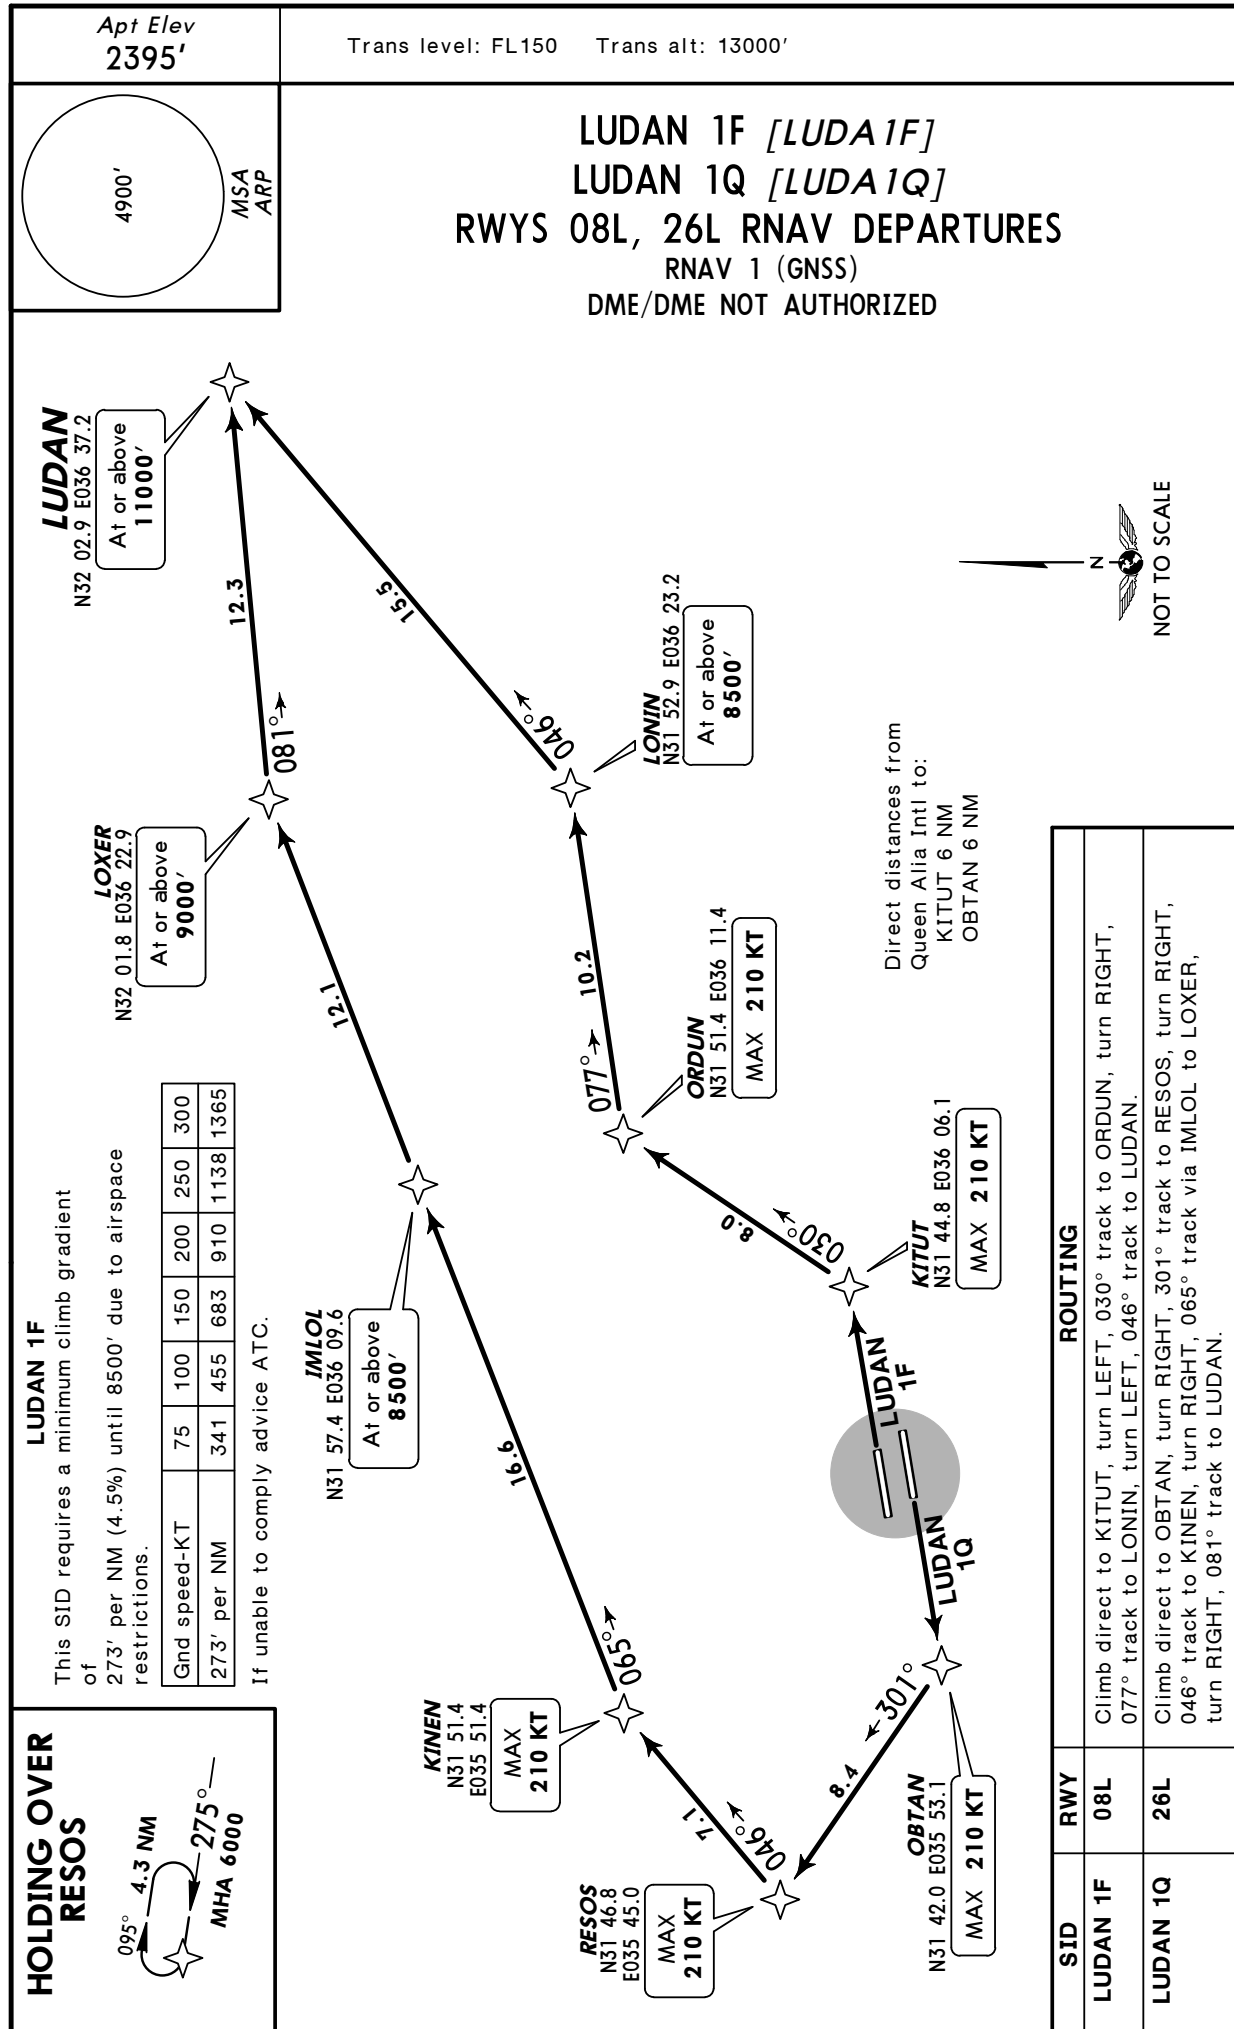 Apt Elev
2395'
Trans level: FL150 Trans alt: 13000'
4900'
MSA
ARP
LUDAN 1F [LUDA1F]
LUDAN 1Q [LUDA1Q]
RWYS 08L, 26L RNAV DEPARTURES
RNAV 1 (GNSS)
DME/DME NOT AUTHORIZED
LUDAN 1F
This SID requires a minimum climb gradient
of
273' per NM (4.5%) until 8500' due to airspace
restrictions.
Gnd speed-KT 75 100 150 200 250 300
273' per NM 341 455 683 910 1138 1365
If unable to comply advice ATC.
HOLDING OVER
RESOS
095°
4.3 NM
275°
MHA 6000
LUDAN
N32 02.9 E036 37.2
At or above
11000'
12.3
081°
15.5
LOXER
N32 01.8 E036 22.9
At or above
9000'
12.1
046°
LONIN
N31 52.9 E036 23.2
At or above
8500'
10.2
077°
ORDUN
N31 51.4 E036 11.4
MAX 210 KT
IMLOL
N31 57.4 E036 09.6
At or above
8500'
16.6
8.0
030°
KITUT
N31 44.8 E036 06.1
MAX 210 KT
LUDAN
1F
LUDAN
1Q
065°
KINEN
N31 51.4
E035 51.4
MAX
210 KT
7.1
046°
RESOS
N31 46.8
E035 45.0
MAX
210 KT
8.4
301°
OBTAN
N31 42.0 E035 53.1
MAX 210 KT
Direct distances from
Queen Alia Intl to:
KITUT 6 NM
OBTAN 6 NM
N
NOT TO SCALE
SID RWY ROUTING
LUDAN 1F 08L Climb direct to KITUT, turn LEFT, 030° track to ORDUN, turn RIGHT,
077° track to LONIN, turn LEFT, 046° track to LUDAN.
LUDAN 1Q 26L Climb direct to OBTAN, turn RIGHT, 301° track to RESOS, turn RIGHT,
046° track to KINEN, turn RIGHT, 065° track via IMLOL to LOXER,
turn RIGHT, 081° track to LUDAN.